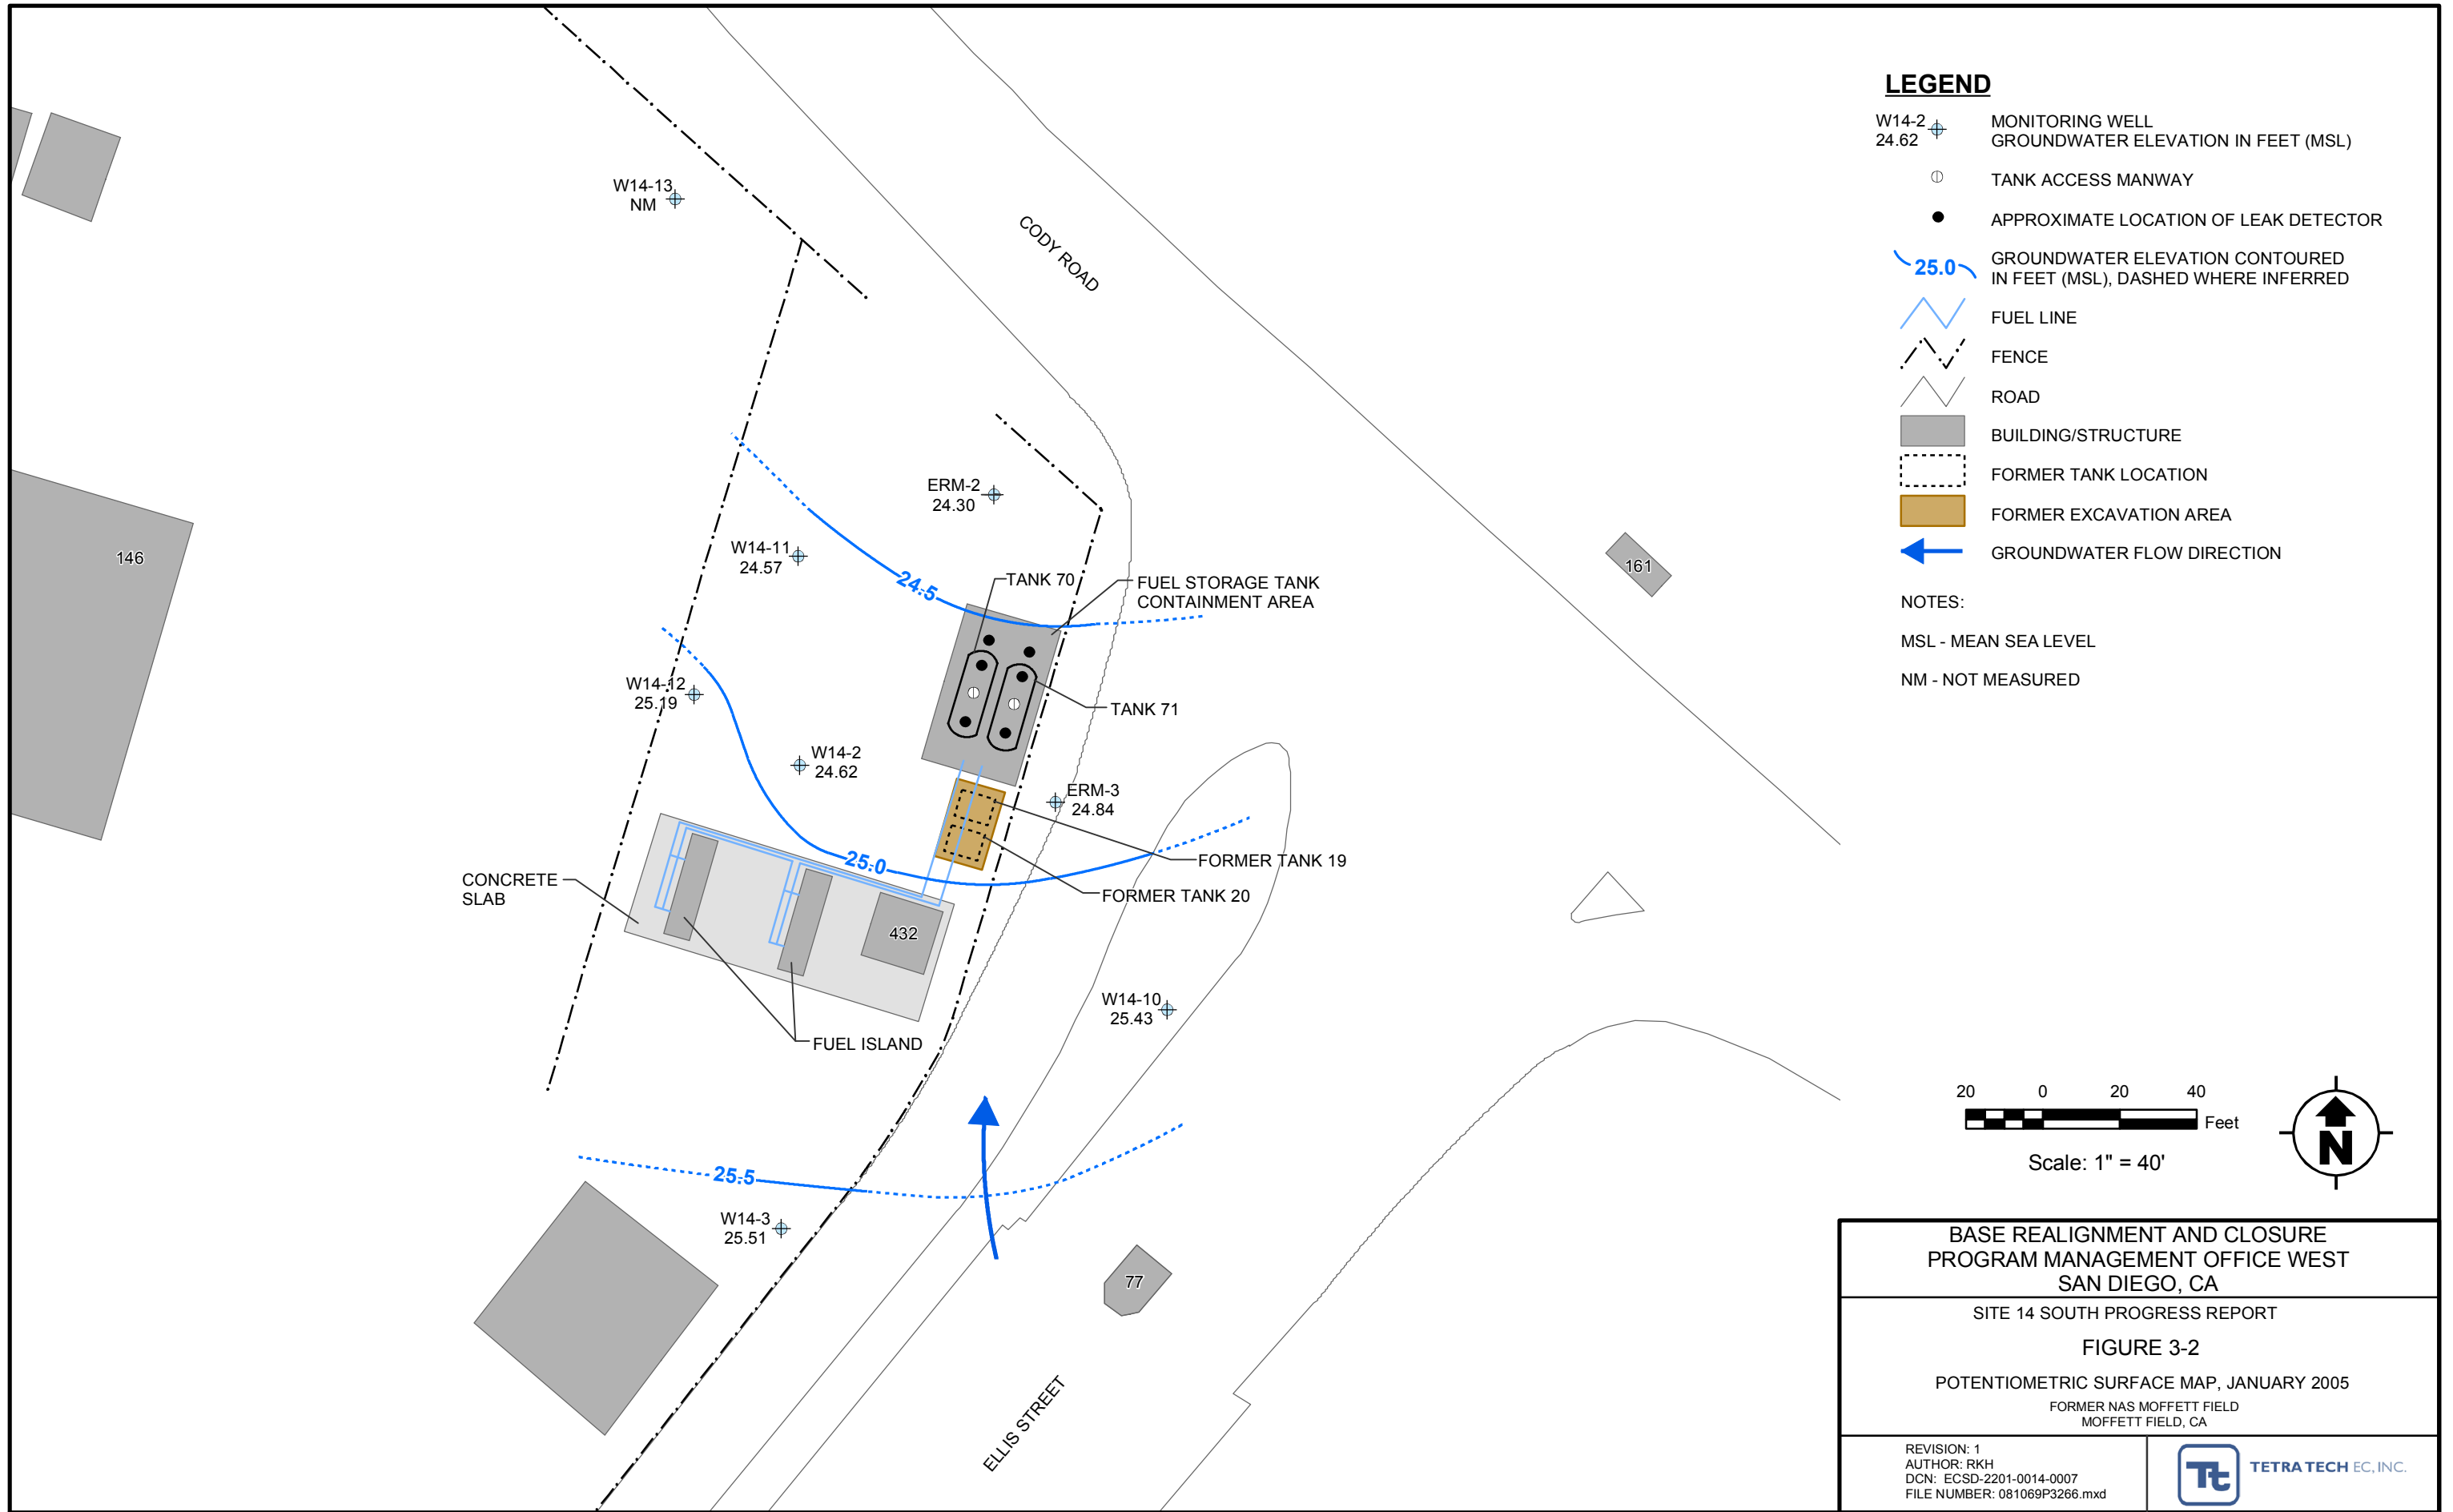 W14-13
NM
CODY ROAD
146
ERM-2
24.30
W14-11
24.57
24.5
TANK 70
FUEL STORAGE TANK
CONTAINMENT AREA
161
W14-12
25.19
TANK 71
W14-2
24.62
ERM-3
24.84
25.0
FORMER TANK 19
FORMER TANK 20
CONCRETE
SLAB
432
W14-10
25.43
FUEL ISLAND
25.5
W14-3
25.51
77
ELLIS STREET
LEGEND
W14-2
24.62
MONITORING WELL
GROUNDWATER ELEVATION IN FEET (MSL)
TANK ACCESS MANWAY
APPROXIMATE LOCATION OF LEAK DETECTOR
25.0
GROUNDWATER ELEVATION CONTOURED
IN FEET (MSL), DASHED WHERE INFERRED
FUEL LINE
FENCE
ROAD
BUILDING/STRUCTURE
FORMER TANK LOCATION
FORMER EXCAVATION AREA
GROUNDWATER FLOW DIRECTION
NOTES:
MSL - MEAN SEA LEVEL
NM - NOT MEASURED
20 0 20 40
Feet
Scale: 1" = 40'
N
BASE REALIGNMENT AND CLOSURE
PROGRAM MANAGEMENT OFFICE WEST
SAN DIEGO, CA
SITE 14 SOUTH PROGRESS REPORT
FIGURE 3-2
POTENTIOMETRIC SURFACE MAP, JANUARY 2005
FORMER NAS MOFFETT FIELD
MOFFETT FIELD, CA
REVISION: 1
AUTHOR: RKH
DCN: ECSD-2201-0014-0007
FILE NUMBER: 081069P3266.mxd
Tt
TETRA TECH EC, INC.